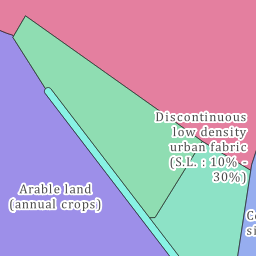 Discontinuous
low density
urban fabric
(S.L. : 10% -
30%)
Arable land
(annual crops)